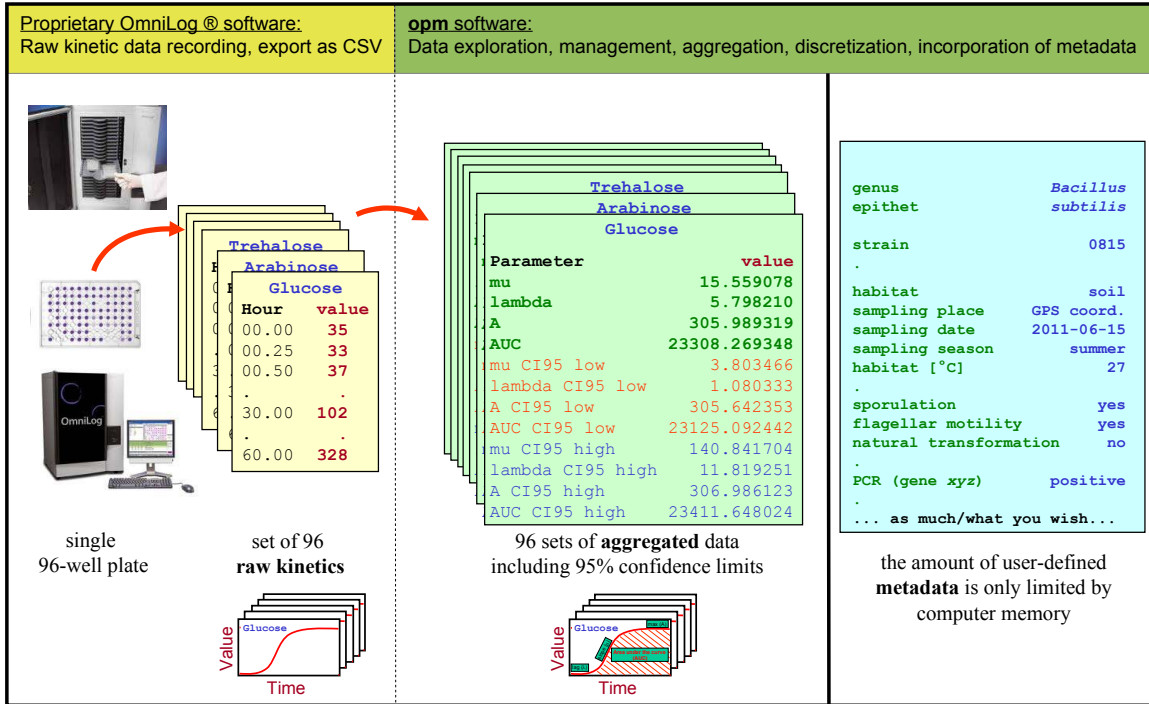 Proprietary OmniLog ® software:
Raw kinetic data recording, export as CSV
opm software:
Data exploration, management, aggregation, discretization, incorporation of metadata
OmniLog
single
96-well plate
Trehalose
Arabinose
Glucose
Hour value
00.00 35
00.25 33
00.50 37
. .
30.00 102
. .
60.00 328
set of 96
raw kinetics
Glucose
Value
Time
Trehalose
Arabinose
Glucose
Parameter value
mu 15.559078
lambda 5.798210
A 305.989319
AUC 23308.269348
mu CI95 low 3.803466
lambda CI95 low 1.080333
A CI95 low 305.642353
AUC CI95 low 23125.092442
mu CI95 high 140.841704
lambda CI95 high 11.819251
A CI95 high 306.986123
AUC CI95 high 23411.648024
96 sets of aggregated data
including 95% confidence limits
Glucose
max (A)
Area under the curve
(AUC)
Value
Time
genus Bacillus
epithet subtilis
strain 0815
.
habitat soil
sampling place GPS coord.
sampling date 2011-06-15
sampling season summer
habitat [°C] 27
.
sporulation yes
flagellar motility yes
natural transformation no
.
PCR (gene xyz) positive
.
... as much/what you wish...
the amount of user-defined
metadata is only limited by
computer memory